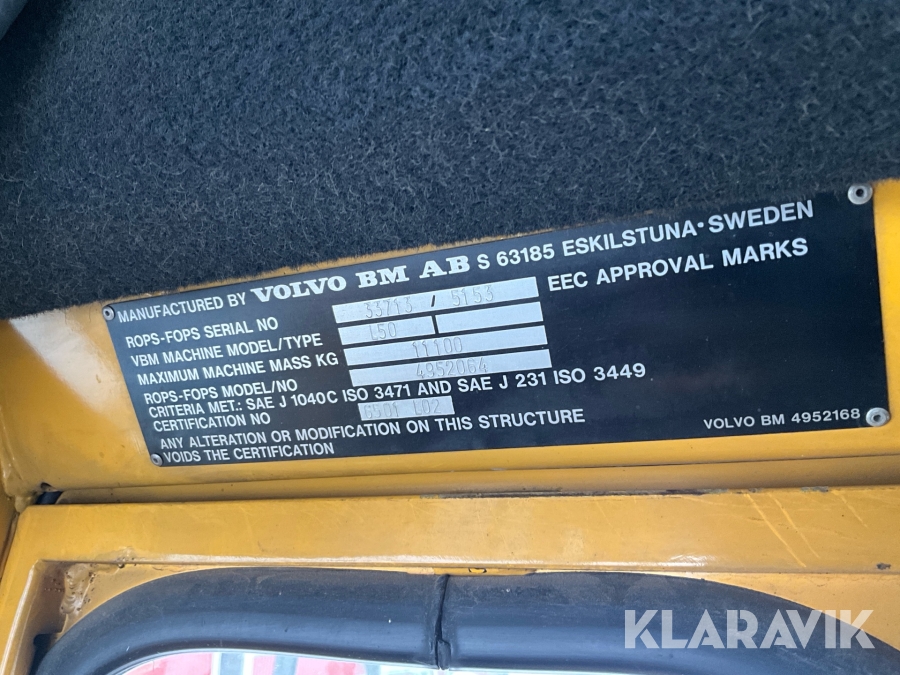 MANUFACTURED BY VOLVO BM AB S 63185 ESKILSTUNA · SWEDEN
ROPS-FOPS SERIAL NO 33713 / 5153 EEC APPROVAL MARKS
VBM MACHINE MODEL/TYPE L50
MAXIMUM MACHINE MASS KG 11100
ROPS-FOPS MODEL/NO 4952064
CRITERIA MET.: SAE J 1040C ISO 3471 AND SAE J 231 ISO 3449
CERTIFICATION NO L02
ANY ALTERATION OR MODIFICATION ON THIS STRUCTURE
VOIDS THE CERTIFICATION
VOLVO BM 4952168
KLARAVIK